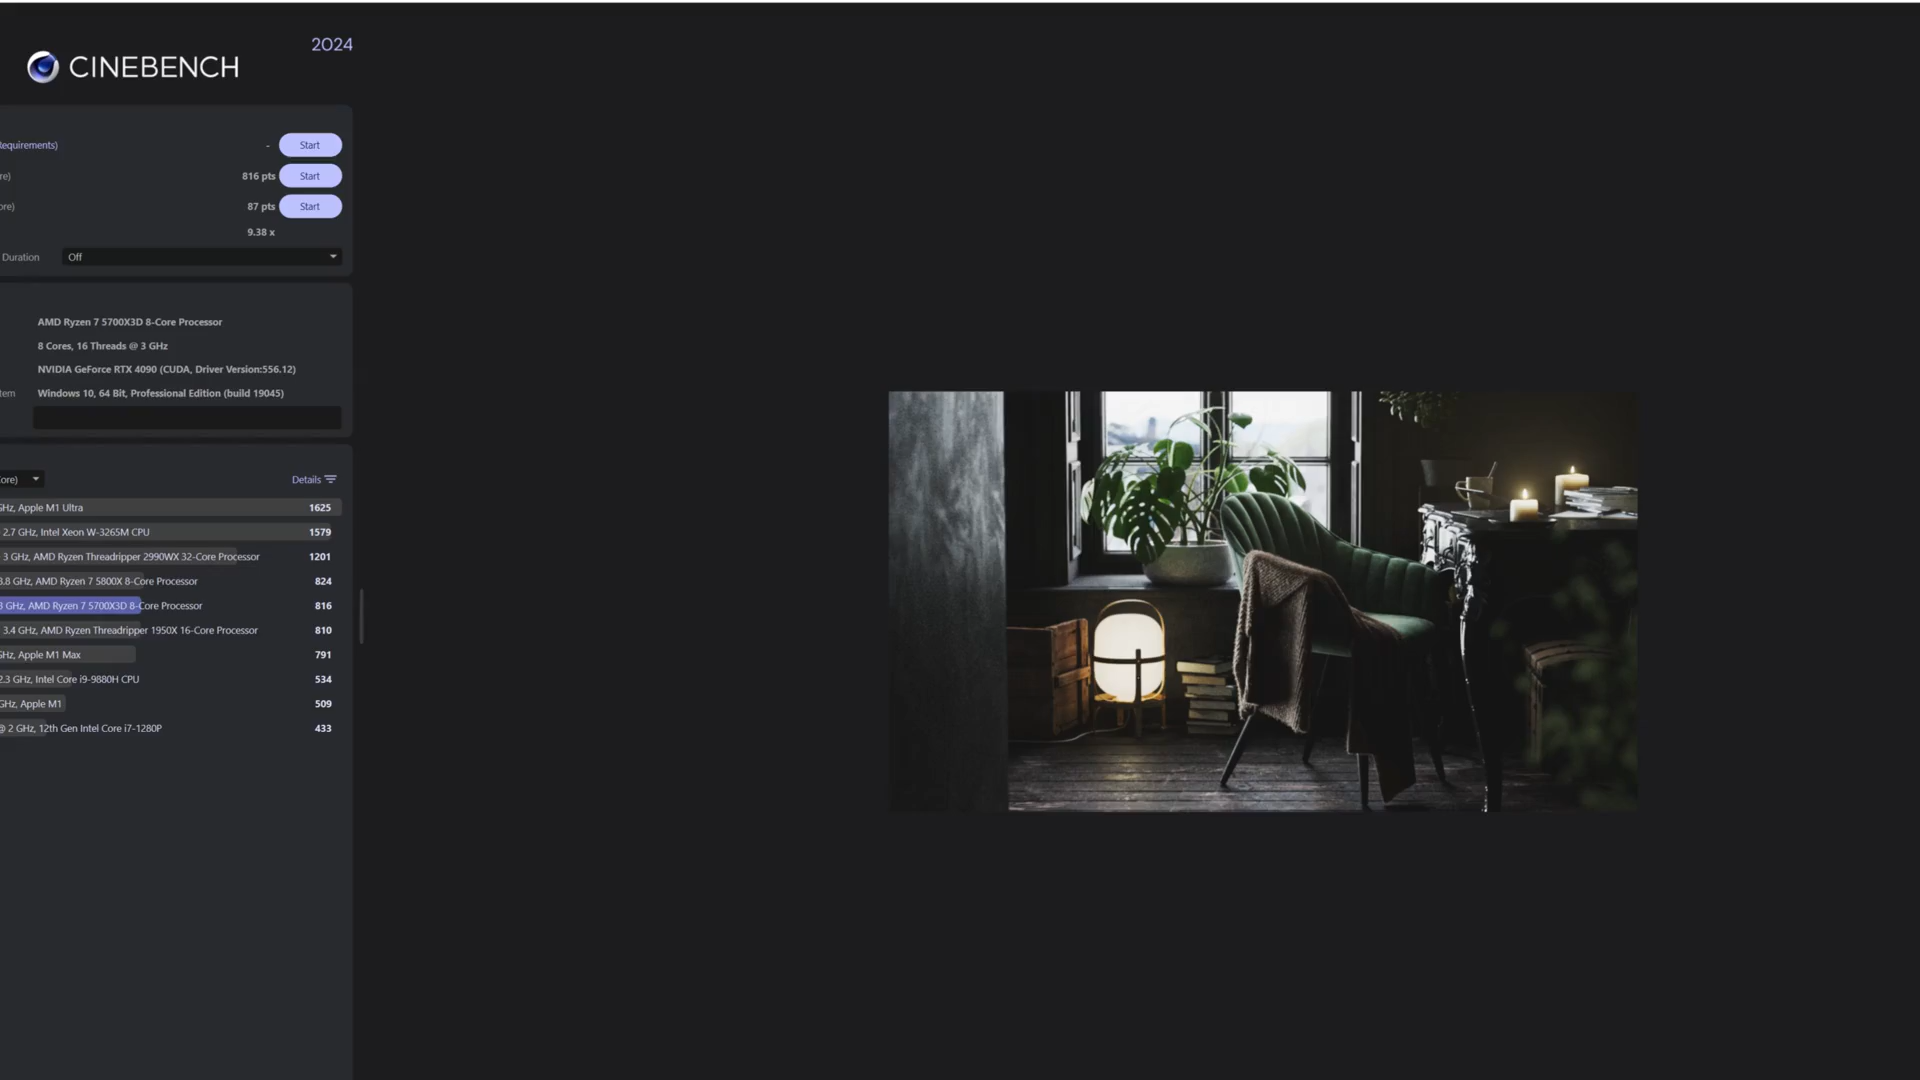 2024
CINEBENCH
Requirements)
- Start
re)
816 pts Start
ore)
87 pts Start
9.38 x
Duration Off
AMD Ryzen 7 5700X3D 8-Core Processor
8 Cores, 16 Threads @ 3 GHz
NVIDIA GeForce RTX 4090 (CUDA, Driver Version:556.12)
tem Windows 10, 64 Bit, Professional Edition (build 19045)
ore) Details
GHz, Apple M1 Ultra 1625
2.7 GHz, Intel Xeon W-3265M CPU 1579
3 GHz, AMD Ryzen Threadripper 2990WX 32-Core Processor 1201
3.8 GHz, AMD Ryzen 7 5800X 8-Core Processor 824
3 GHz, AMD Ryzen 7 5700X3D 8-Core Processor 816
3.4 GHz, AMD Ryzen Threadripper 1950X 16-Core Processor 810
GHz, Apple M1 Max 791
2.3 GHz, Intel Core i9-9880H CPU 534
GHz, Apple M1 509
@ 2 GHz, 12th Gen Intel Core i7-1280P 433